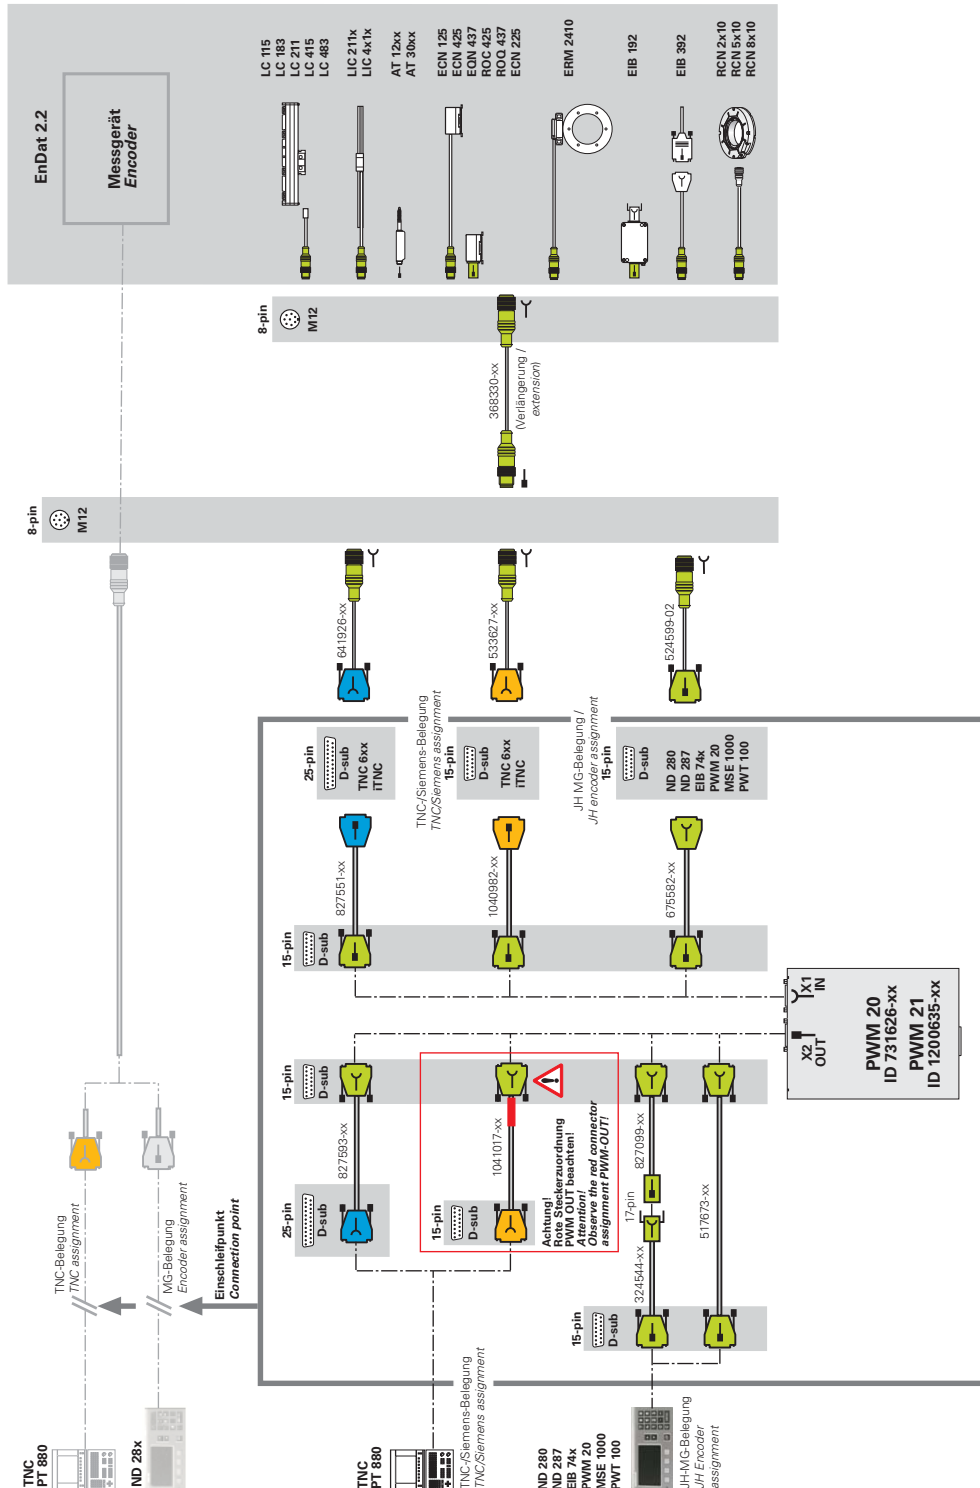 EnDat 2.2
Messgerät
Encoder
LC 115
LC 183
LC 211
LC 415
LC 483
LIC 211x
LIC 4x1x
AT 12xx
AT 30xx
ECN 125
ECN 425
EQN 437
ROC 425
ROQ 437
ECN 225
ERM 2410
EIB 192
EIB 392
RCN 2x10
RCN 5x10
RCN 8x10
8-pin
M12
368330-xx
(Verlängerung /
extension)
8-pin
M12
641926-xx
533627-xx
524599-02
25-pin
D-sub
TNC 6xx
iTNC
TNC-/Siemens-Belegung
TNC/Siemens assignment
15-pin
D-sub
TNC 6xx
iTNC
JH MG-Belegung /
JH encoder assignment
15-pin
D-sub
ND 280
ND 287
EIB 74x
PWM 20
MSE 1000
PWT 100
827551-xx
1040982-xx
675582-xx
15-pin
D-sub
X1
IN
X2
OUT
PWM 20
ID 731626-xx
PWM 21
ID 1200635-xx
15-pin
D-sub
827593-xx
1041017-xx
827099-xx
517673-xx
17-pin
324544-xx
25-pin
D-sub
15-pin
D-sub
Achtung!
Rote Steckerzuordnung
PWM OUT beachten!
Attention!
Observe the red connector
assignment PWM-OUT!
15-pin
D-sub
TNC-Belegung
TNC assignment
MG-Belegung
Encoder assignment
Einschleifpunkt
Connection point
TNC
PT 880
ND 28x
TNC
PT 880
TNC-/Siemens-Belegung
TNC/Siemens assignment
ND 280
ND 287
EIB 74x
PWM 20
MSE 1000
PWT 100
JH-MG-Belegung
JH Encoder
assignment